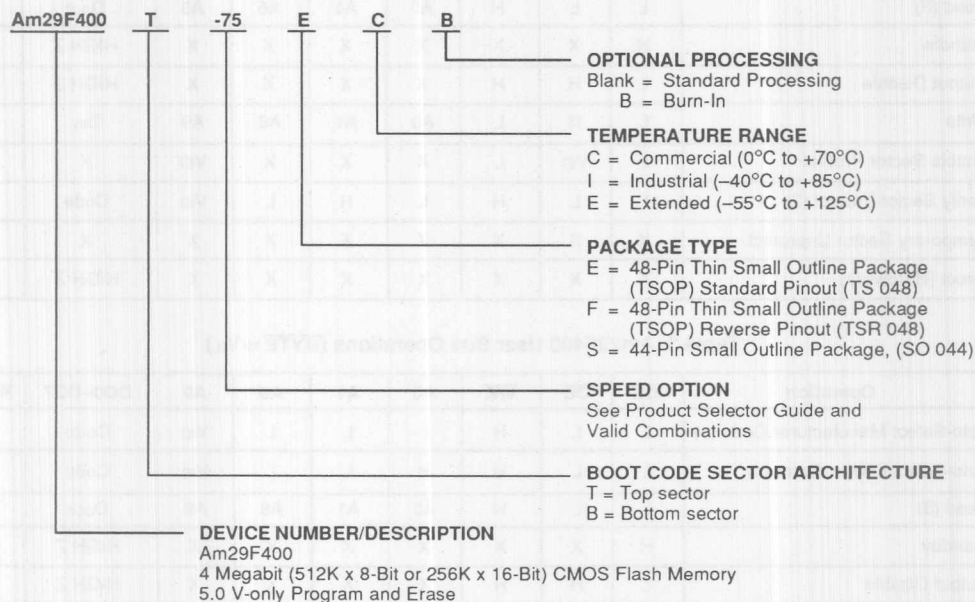 Am29F400 T -75 E C B
OPTIONAL PROCESSING
Blank = Standard Processing
B = Burn-In
TEMPERATURE RANGE
C = Commercial (0°C to +70°C)
I = Industrial (–40°C to +85°C)
E = Extended (–55°C to +125°C)
PACKAGE TYPE
E = 48-Pin Thin Small Outline Package
(TSOP) Standard Pinout (TS 048)
F = 48-Pin Thin Small Outline Package
(TSOP) Reverse Pinout (TSR 048)
S = 44-Pin Small Outline Package, (SO 044)
SPEED OPTION
See Product Selector Guide and
Valid Combinations
BOOT CODE SECTOR ARCHITECTURE
T = Top sector
B = Bottom sector
DEVICE NUMBER/DESCRIPTION
Am29F400
4 Megabit (512K x 8-Bit or 256K x 16-Bit) CMOS Flash Memory
5.0 V-only Program and Erase